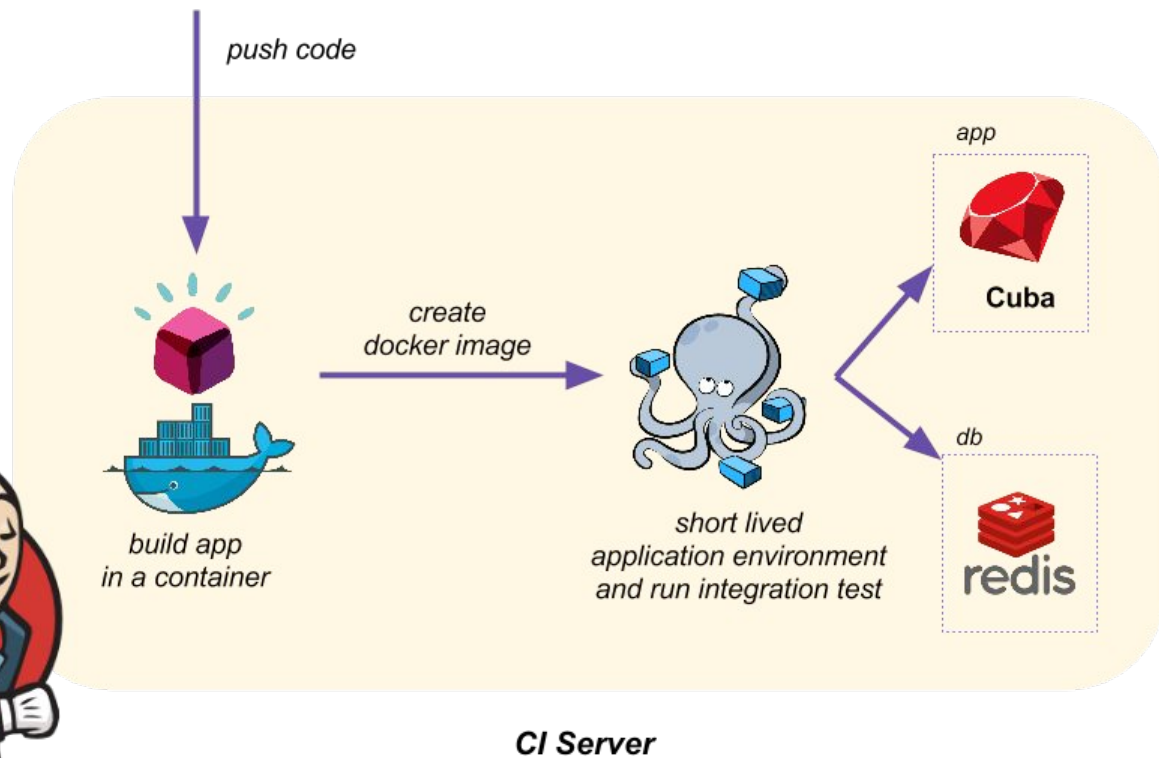 push code
app
Cuba
create
docker image
db
redis
build app
in a container
short lived
application environment
and run integration test
CI Server